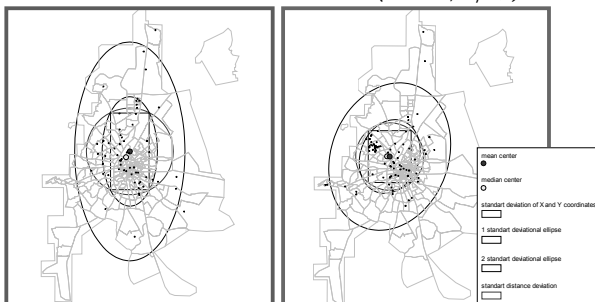 mean center
median center
standart deviation of X and Y coordinates
1 standart deviational ellipse
2 standart deviational ellipse
standart distance deviation